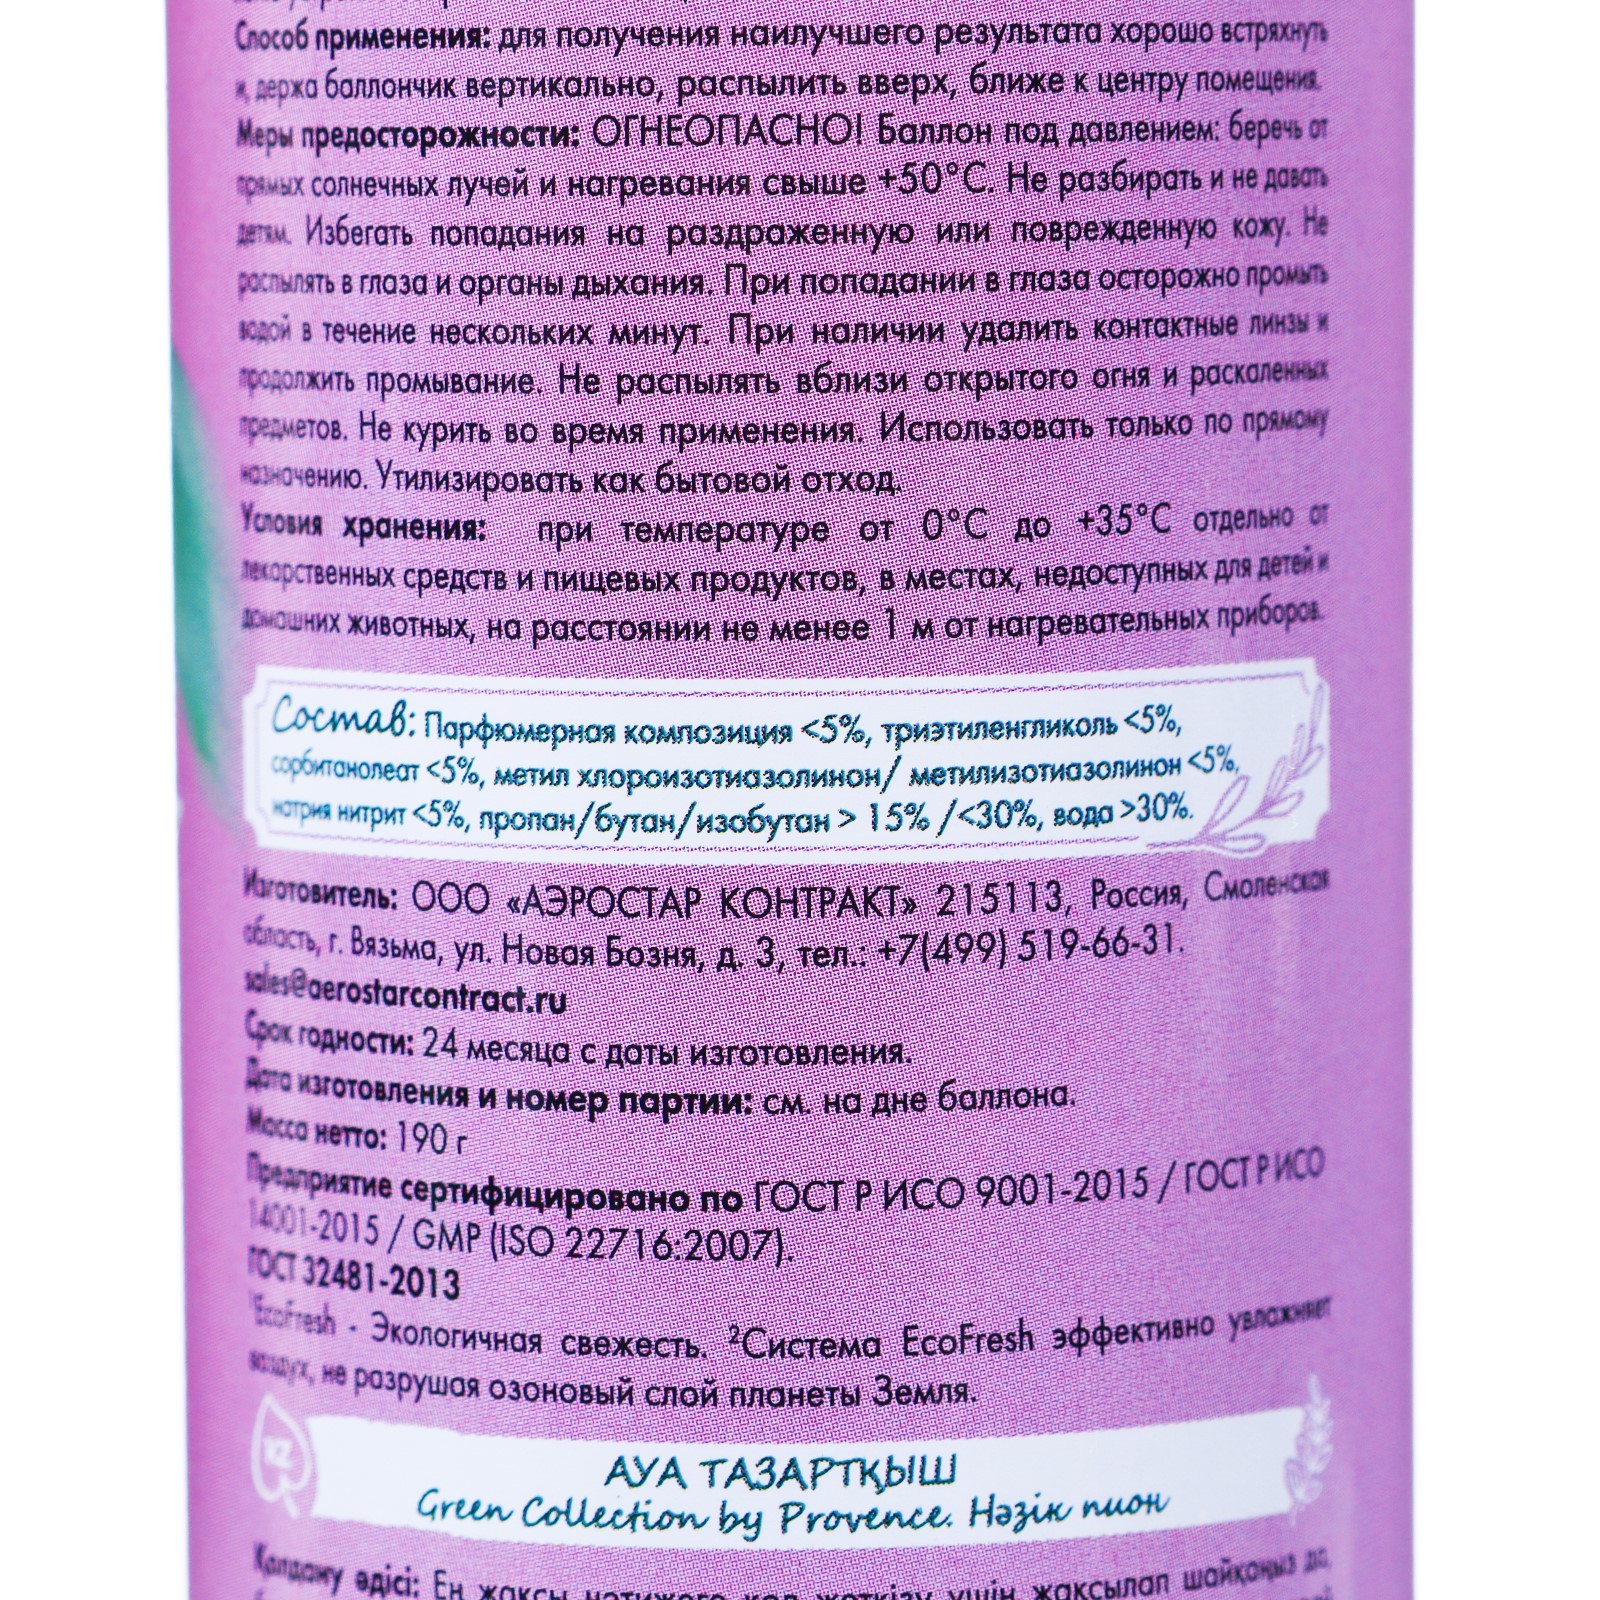 Способ применения: для получения наилучшего результата хорошо встряхнуть
и, держа баллончик вертикально, распылить вверх, ближе к центру помещения.
Меры предосторожности: ОГНЕОПАСНО! Баллон под давлением: беречь от
прямых солнечных лучей и нагревания свыше +50°C. Не разбирать и не давать
детям. Избегать попадания на раздраженную или поврежденную кожу. Не
распылять в глаза и органы дыхания. При попадании в глаза осторожно промыть
водой в течение нескольких минут. При наличии удалить контактные линзы и
продолжить промывание. Не распылять вблизи открытого огня и раскаленных
предметов. Не курить во время применения. Использовать только по прямому
назначению. Утилизировать как бытовой отход.
Условия хранения: при температуре от 0°C до +35°C отдельно от
лекарственных средств и пищевых продуктов, в местах, недоступных для детей и
домашних животных, на расстоянии не менее 1 м от нагревательных приборов.
Состав: Парфюмерная композиция <5%, триэтиленгликоль <5%,
сорбитанолеат <5%, метил хлороизотиазолинон/ метилизотиазолинон <5%,
натрия нитрит <5%, пропан/бутан/изобутан > 15% /<30%, вода >30%.
Изготовитель: ООО «АЭРОСТАР КОНТРАКТ» 215113, Россия, Смоленская
область, г. Вязьма, ул. Новая Бозня, д. 3, тел.: +7(499) 519-66-31.
sales@aerostarcontract.ru
Срок годности: 24 месяца с даты изготовления.
Дата изготовления и номер партии: см. на дне баллона.
Масса нетто: 190 г
Предприятие сертифицировано по ГОСТ Р ИСО 9001-2015 / ГОСТ Р ИСО
14001-2015 / GMP (ISO 22716:2007).
ГОСТ 32481-2013
¹EcoFresh - Экологичная свежесть. ²Система EcoFresh эффективно увлажняет
воздух, не разрушая озоновый слой планеты Земля.
KZ
АУА ТАЗАРТҚЫШ
Green Collection by Provence. Нәзік пион
Қолдану әдісі: Ең жақсы нәтижеге қол жеткізу үшін жақсылап шайқаңыз да,